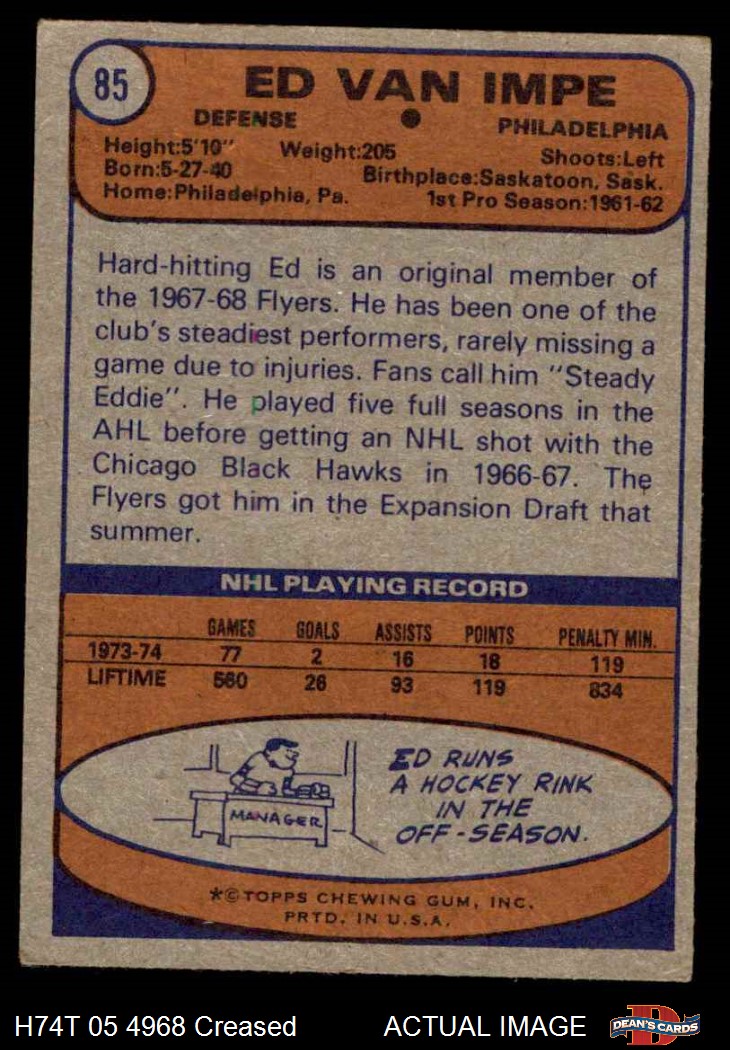 85
ED VAN IMPE
DEFENSE ● PHILADELPHIA
Height:5'10" Weight:205 Shoots:Left
Born:5-27-40 Birthplace:Saskatoon, Sask.
Home:Philadelphia, Pa. 1st Pro Season:1961-62
Hard-hitting Ed is an original member of
the 1967-68 Flyers. He has been one of the
club's steadiest performers, rarely missing a
game due to injuries. Fans call him "Steady
Eddie". He played five full seasons in the
AHL before getting an NHL shot with the
Chicago Black Hawks in 1966-67. The
Flyers got him in the Expansion Draft that
summer.
NHL PLAYING RECORD
GAMES GOALS ASSISTS POINTS PENALTY MIN.
1973-74 77 2 16 18 119
LIFTIME 560 26 93 119 834
MANAGER
ED RUNS
A HOCKEY RINK
IN THE
OFF-SEASON.
*© TOPPS CHEWING GUM, INC.
PRTD. IN U.S.A.
H74T 05 4968 Creased ACTUAL IMAGE
D
DEAN'S CARDS